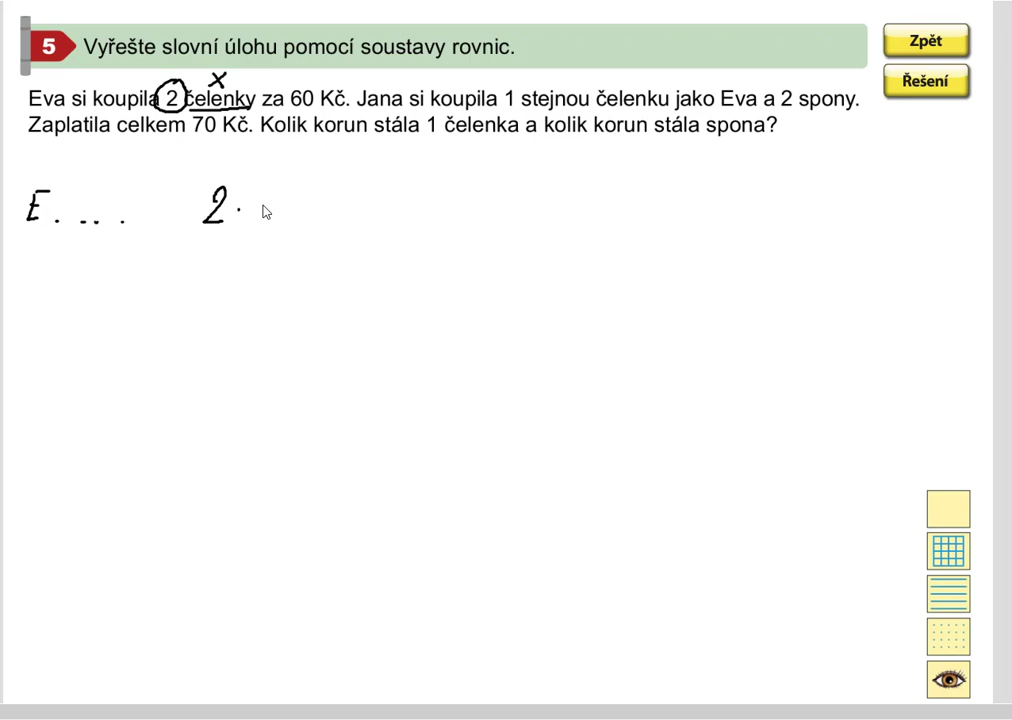 5 Vyřešte slovní úlohu pomocí soustavy rovnic.
Zpět
Řešení
x
Eva si koupila 2 čelenky za 60 Kč. Jana si koupila 1 stejnou čelenku jako Eva a 2 spony.
Zaplatila celkem 70 Kč. Kolik korun stála 1 čelenka a kolik korun stála spona?
E. ... . 2 ·